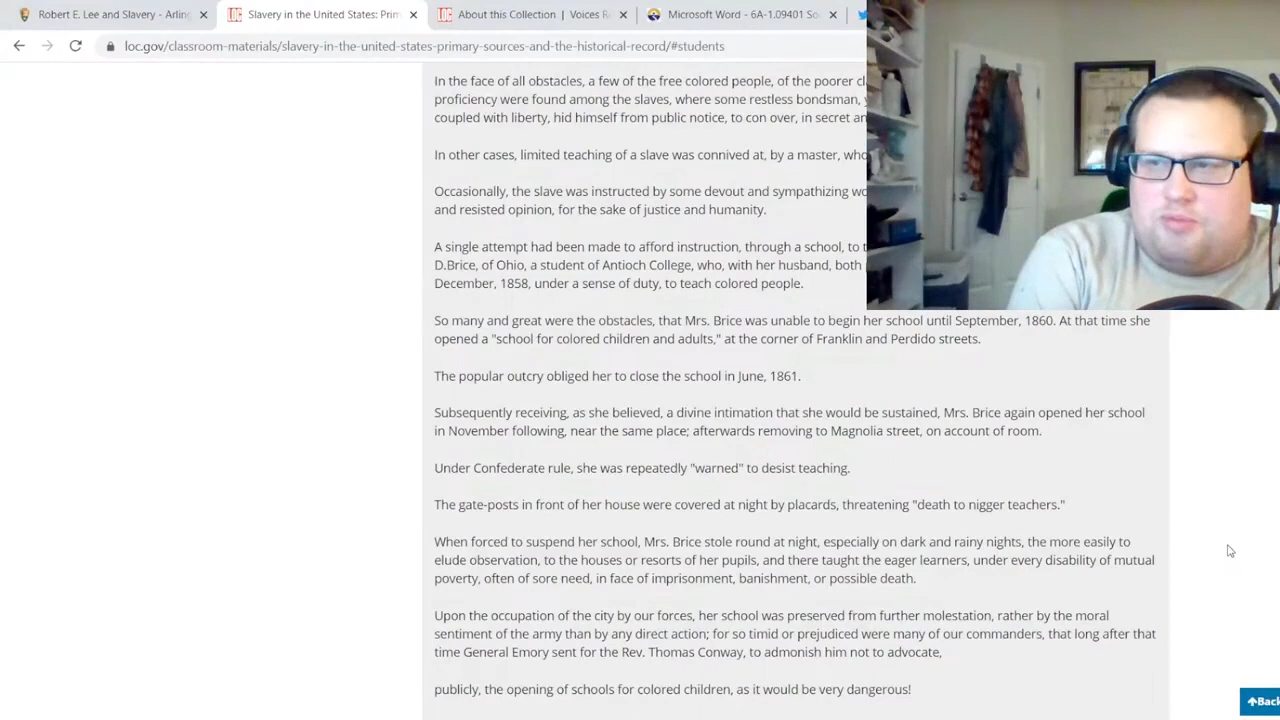 Robert E. Lee and Slavery - Arling
Slavery in the United States: Prim
About this Collection | Voices Re
Microsoft Word - 6A-1.09401 So
loc.gov/classroom-materials/slavery-in-the-united-states-primary-sources-and-the-historical-record/#students
In the face of all obstacles, a few of the free colored people, of the poorer cl
proficiency were found among the slaves, where some restless bondsman, y
coupled with liberty, hid himself from public notice, to con over, in secret an
In other cases, limited teaching of a slave was connived at, by a master, who
Occasionally, the slave was instructed by some devout and sympathizing wo
and resisted opinion, for the sake of justice and humanity.
A single attempt had been made to afford instruction, through a school, to t
D.Brice, of Ohio, a student of Antioch College, who, with her husband, both
December, 1858, under a sense of duty, to teach colored people.
So many and great were the obstacles, that Mrs. Brice was unable to begin her school until September, 1860. At that time she
opened a "school for colored children and adults," at the corner of Franklin and Perdido streets.
The popular outcry obliged her to close the school in June, 1861.
Subsequently receiving, as she believed, a divine intimation that she would be sustained, Mrs. Brice again opened her school
in November following, near the same place; afterwards removing to Magnolia street, on account of room.
Under Confederate rule, she was repeatedly "warned" to desist teaching.
The gate-posts in front of her house were covered at night by placards, threatening "death to nigger teachers."
When forced to suspend her school, Mrs. Brice stole round at night, especially on dark and rainy nights, the more easily to
elude observation, to the houses or resorts of her pupils, and there taught the eager learners, under every disability of mutual
poverty, often of sore need, in face of imprisonment, banishment, or possible death.
Upon the occupation of the city by our forces, her school was preserved from further molestation, rather by the moral
sentiment of the army than by any direct action; for so timid or prejudiced were many of our commanders, that long after that
time General Emory sent for the Rev. Thomas Conway, to admonish him not to advocate,
publicly, the opening of schools for colored children, as it would be very dangerous!
Back